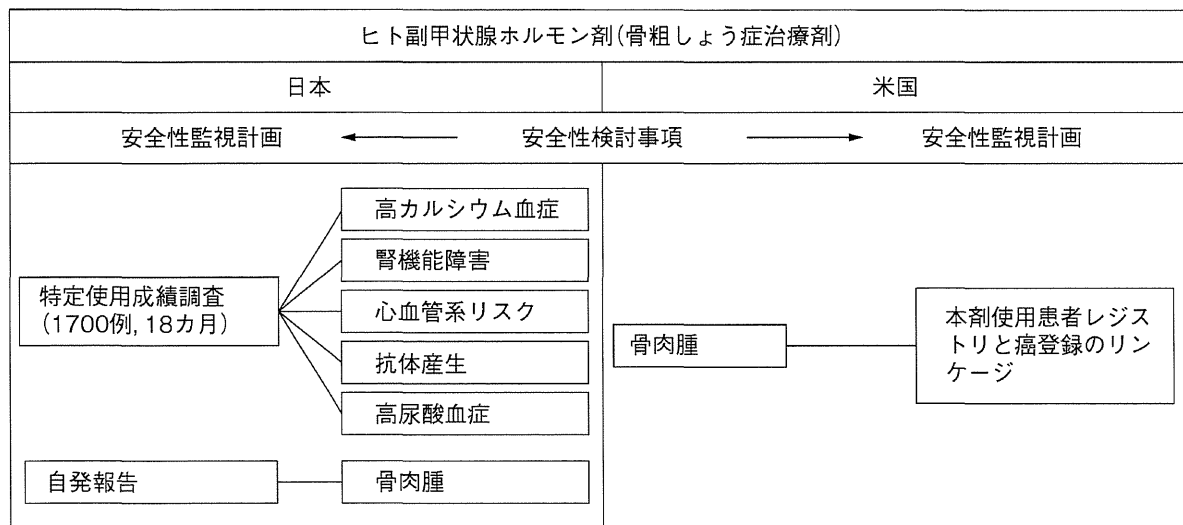 ヒト副甲状腺ホルモン剤(骨粗しょう症治療剤)
日本
米国
安全性監視計画
安全性検討事項
安全性監視計画
特定使用成績調査
(1700例, 18カ月)
高カルシウム血症
腎機能障害
心血管系リスク
抗体産生
高尿酸血症
自発報告
骨肉腫
骨肉腫
本剤使用患者レジス
トリと癌登録のリン
ケージ